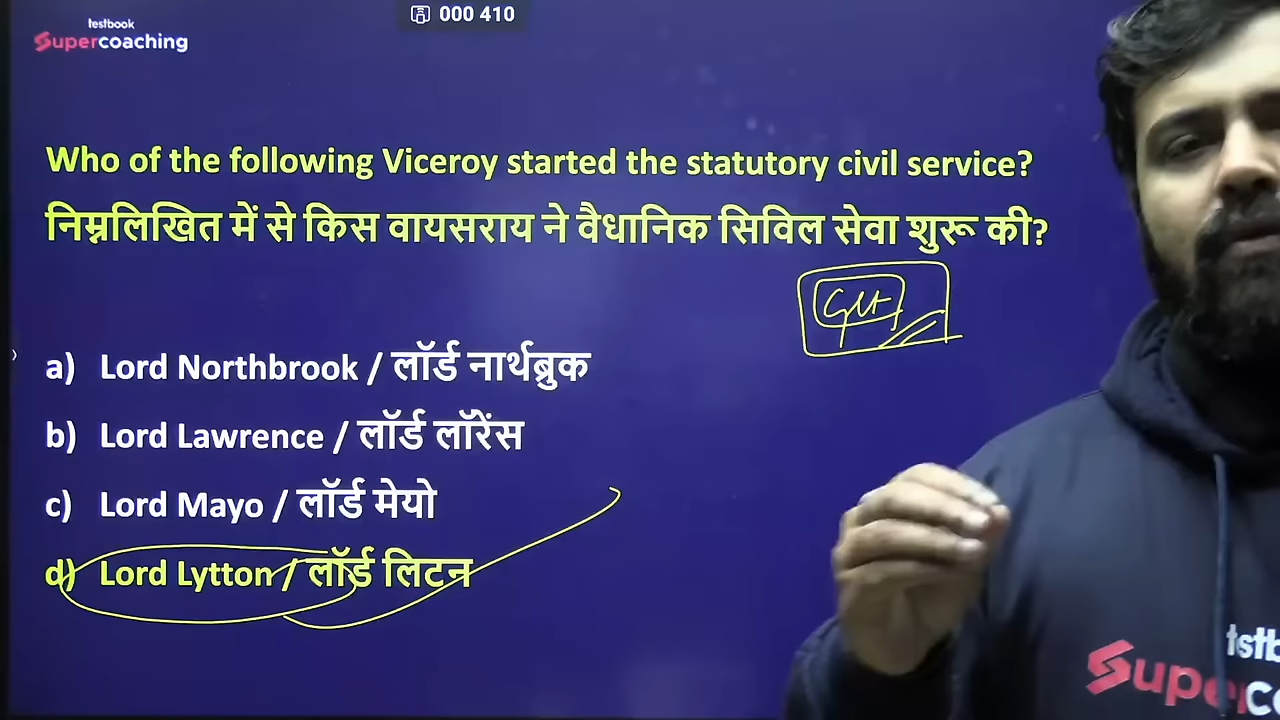 000 410
testbook
Supercoaching
Who of the following Viceroy started the statutory civil service?
निम्नलिखित में से किस वायसराय ने वैधानिक सिविल सेवा शुरू की?
a) Lord Northbrook / लॉर्ड नार्थब्रुक
b) Lord Lawrence / लॉर्ड लॉरेंस
c) Lord Mayo / लॉर्ड मेयो
d) Lord Lytton / लॉर्ड लिटन